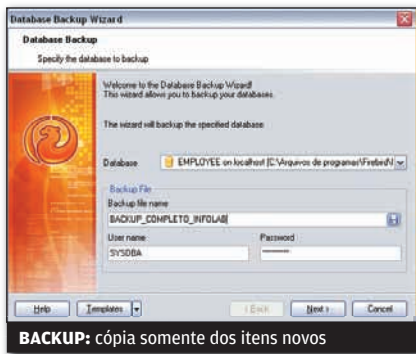 Database Backup Wizard
Database Backup
Specify the database to backup
Welcome to the Database Backup Wizard!
This wizard allows you to backup your databases.
The wizard will backup the specified database
Database
EMPLOYEE on localhost [C:\Arquivos de programas\Firebird\
Backup File
Backup file name
BACKUP_COMPLETO_INFOLAB
User name
Password
SYSDBA
Help
Templates
< Back
Next >
Cancel
BACKUP: cópia somente dos itens novos